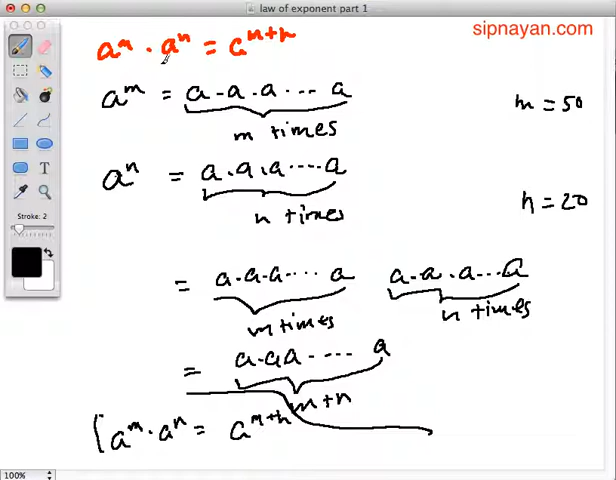 law of exponent part 1
sipnayan.com
a^m · a^n = a^{m+n}
a^m = a · a · a · ... a
m times
m = 50
a^n = a · a · a .... a
n times
n = 20
= a · a · a .... a a · a · a ... a
m times n times
= a · a a · .... a
m + n
a^m · a^n = a^{m+n}
T
Stroke: 2
100%